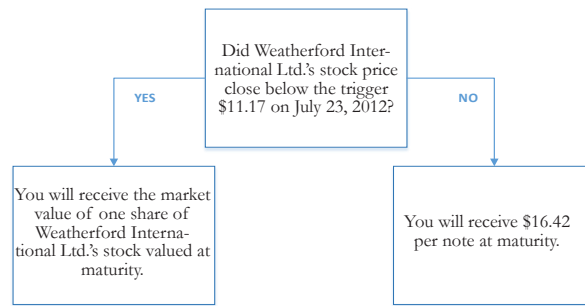 Did Weatherford Inter-
national Ltd.'s stock price
close below the trigger
$11.17 on July 23, 2012?
YES
NO
You will receive the market
value of one share of
Weatherford Interna-
tional Ltd.'s stock valued at
maturity.
You will receive $16.42
per note at maturity.